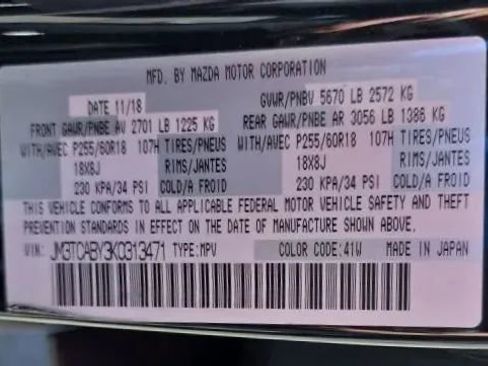 MFD. BY MAZDA MOTOR CORPORATION
DATE 11/18 GVWR/PNBV 5670 LB 2572 KG
FRONT GAWR/PNBE AV 2701 LB 1225 KG REAR GAWR/PNBE AR 3056 LB 1386 KG
WITH/AVEC P255/60R18 107H TIRES/PNEUS WITH/AVEC P255/60R18 107H TIRES/PNEUS
18X8J RIMS/JANTES 18X8J RIMS/JANTES
230 KPA/34 PSI COLD/A FROID 230 KPA/34 PSI COLD/A FROID
THIS VEHICLE CONFORMS TO ALL APPLICABLE FEDERAL MOTOR VEHICLE SAFETY AND THEFT
PREVENTION STANDARDS IN EFFECT ON THE DATE OF MANUFACTURE SHOWN ABOVE.
VIN: JM3TCABY3K0313471 TYPE:MPV COLOR CODE:41W MADE IN JAPAN